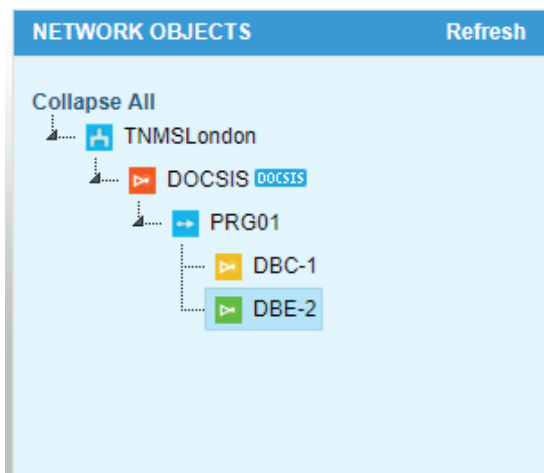 NETWORK OBJECTS Refresh
Collapse All
TNMSLondon
DOCSIS DOCSIS
PRG01
DBC-1
DBE-2